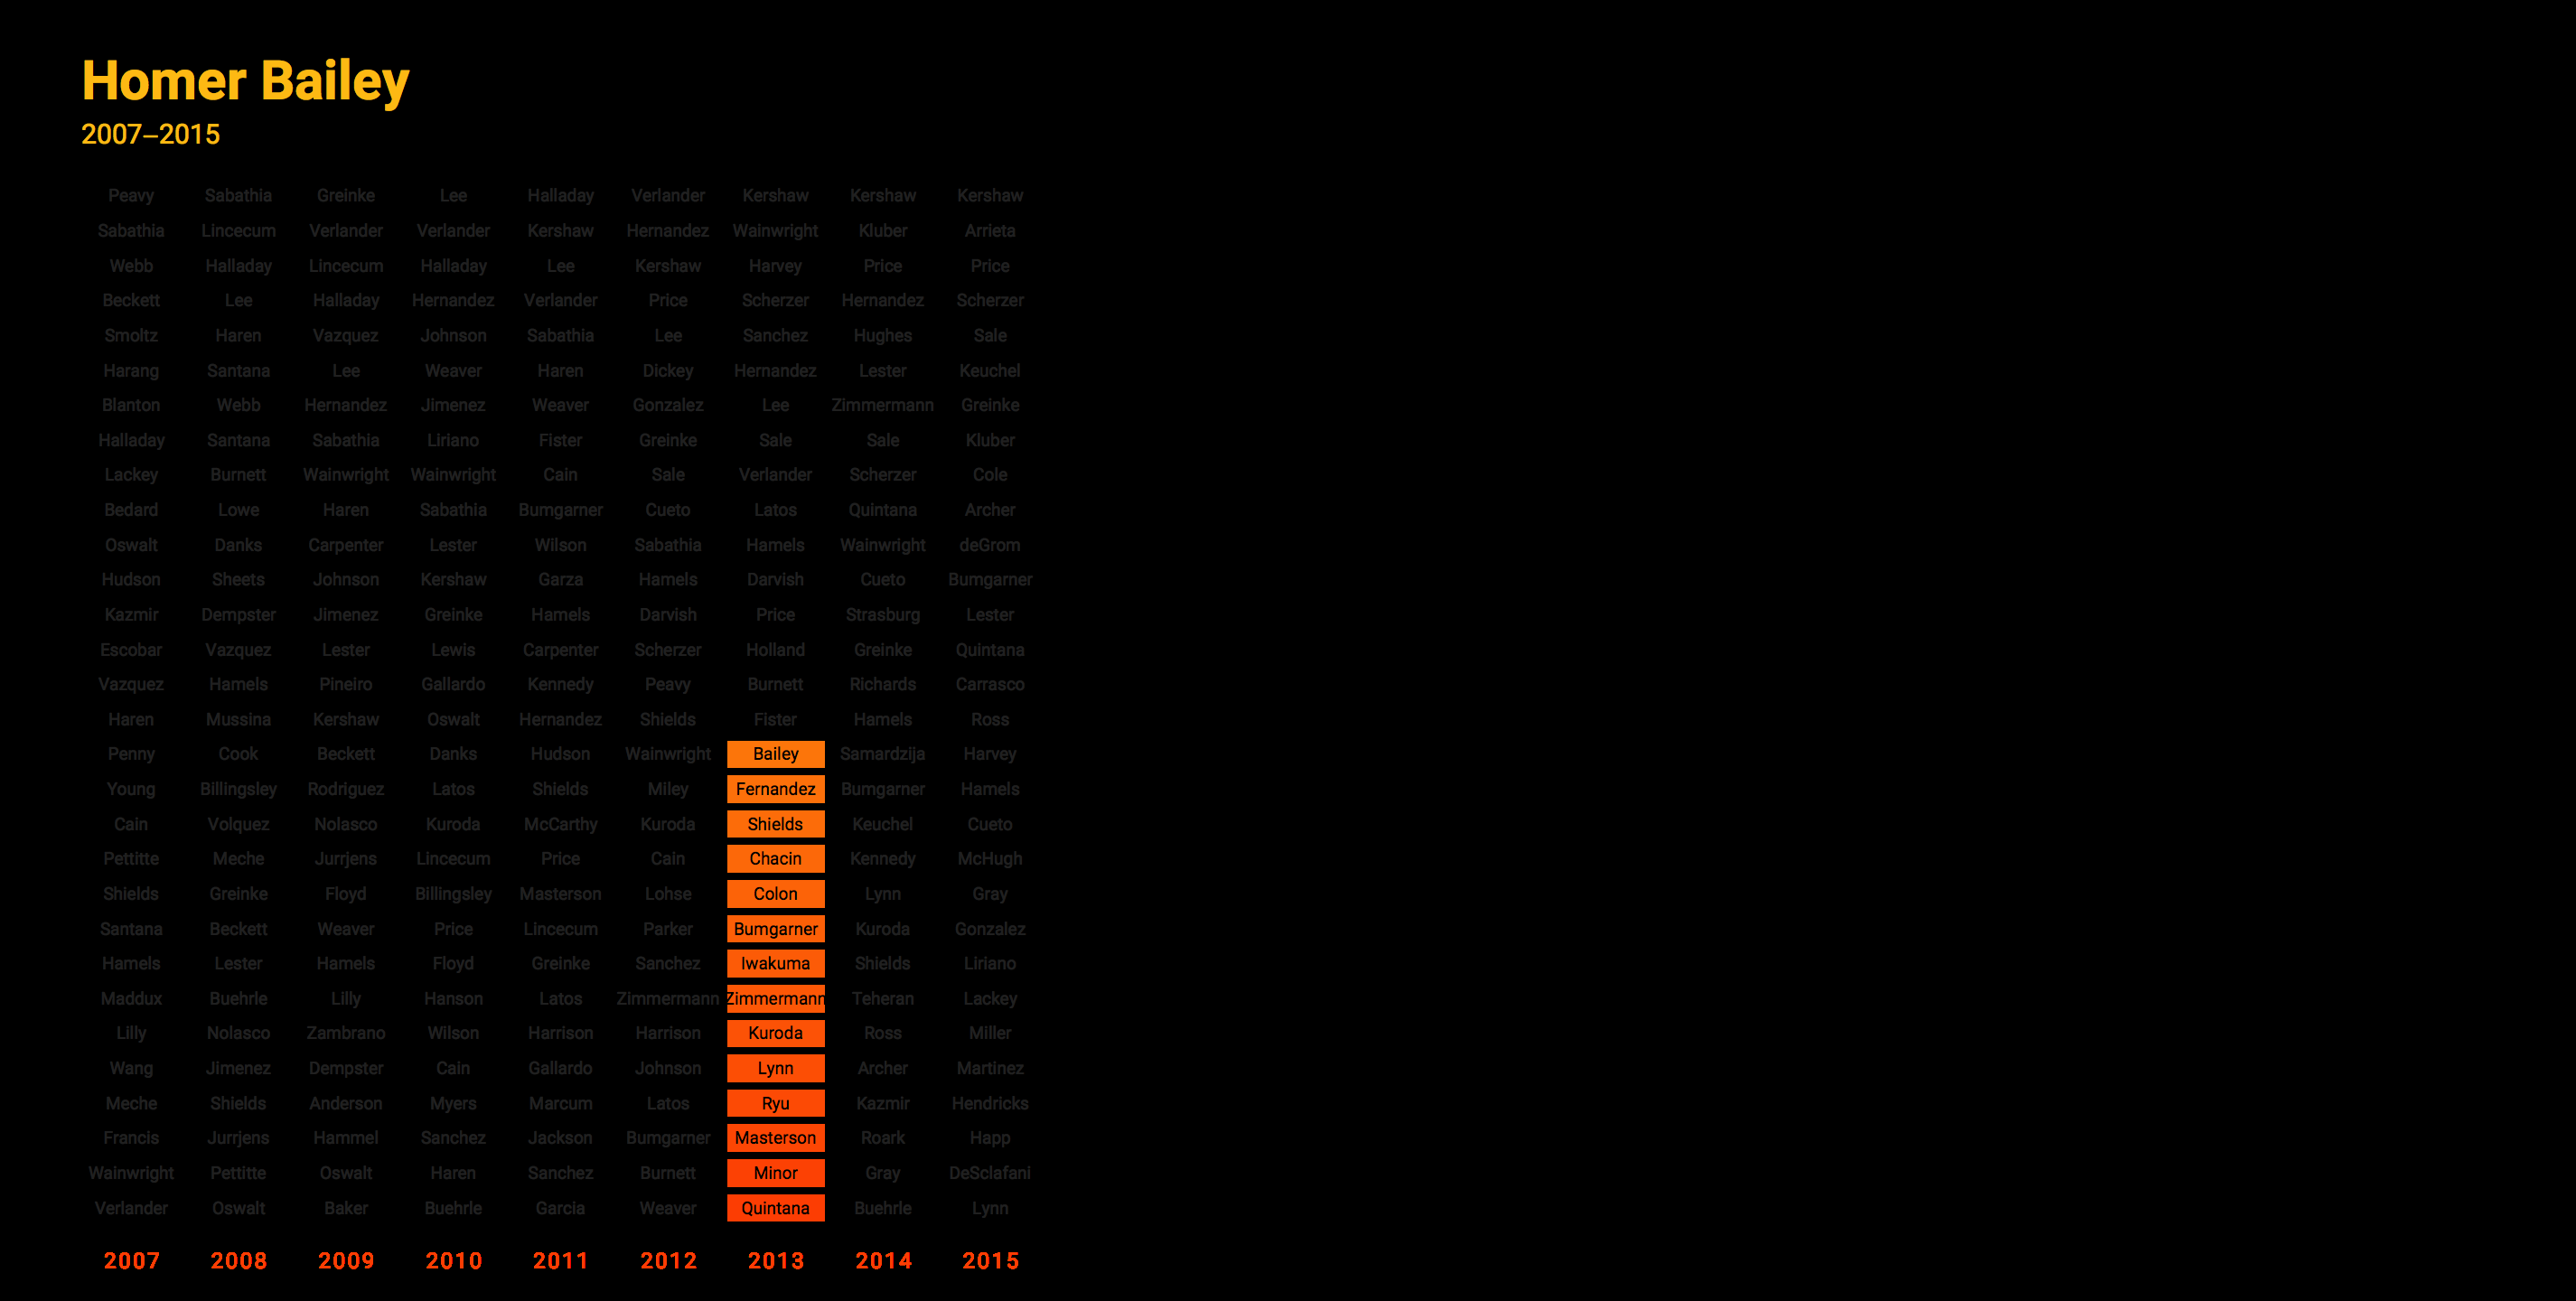 Homer Bailey
2007–2015
Peavy Sabathia Greinke Lee Halladay Verlander Kershaw Kershaw Kershaw
Sabathia Lincecum Verlander Verlander Kershaw Hernandez Wainwright Kluber Arrieta
Webb Halladay Lincecum Halladay Lee Kershaw Harvey Price Price
Beckett Lee Halladay Hernandez Verlander Price Scherzer Hernandez Scherzer
Smoltz Haren Vazquez Johnson Sabathia Lee Sanchez Hughes Sale
Harang Santana Lee Weaver Haren Dickey Hernandez Lester Keuchel
Blanton Webb Hernandez Jimenez Weaver Gonzalez Lee Zimmermann Greinke
Halladay Santana Sabathia Liriano Fister Greinke Sale Sale Kluber
Lackey Burnett Wainwright Wainwright Cain Sale Verlander Scherzer Cole
Bedard Lowe Haren Sabathia Bumgarner Cueto Latos Quintana Archer
Oswalt Danks Carpenter Lester Wilson Sabathia Hamels Wainwright deGrom
Hudson Sheets Johnson Kershaw Garza Hamels Darvish Cueto Bumgarner
Kazmir Dempster Jimenez Greinke Hamels Darvish Price Strasburg Lester
Escobar Vazquez Lester Lewis Carpenter Scherzer Holland Greinke Quintana
Vazquez Hamels Pineiro Gallardo Kennedy Peavy Burnett Richards Carrasco
Haren Mussina Kershaw Oswalt Hernandez Shields Fister Hamels Ross
Penny Cook Beckett Danks Hudson Wainwright Bailey Samardzija Harvey
Young Billingsley Rodriguez Latos Shields Miley Fernandez Bumgarner Hamels
Cain Volquez Nolasco Kuroda McCarthy Kuroda Shields Keuchel Cueto
Pettitte Meche Jurrjens Lincecum Price Cain Chacin Kennedy McHugh
Shields Greinke Floyd Billingsley Masterson Lohse Colon Lynn Gray
Santana Beckett Weaver Price Lincecum Parker Bumgarner Kuroda Gonzalez
Hamels Lester Hamels Floyd Greinke Sanchez Iwakuma Shields Liriano
Maddux Buehrle Lilly Hanson Latos Zimmermann Zimmermann Teheran Lackey
Lilly Nolasco Zambrano Wilson Harrison Harrison Kuroda Ross Miller
Wang Jimenez Dempster Cain Gallardo Johnson Lynn Archer Martinez
Meche Shields Anderson Myers Marcum Latos Ryu Kazmir Hendricks
Francis Jurrjens Hammel Sanchez Jackson Bumgarner Masterson Roark Happ
Wainwright Pettitte Oswalt Haren Sanchez Burnett Minor Gray DeSclafani
Verlander Oswalt Baker Buehrle Garcia Weaver Quintana Buehrle Lynn
2007 2008 2009 2010 2011 2012 2013 2014 2015